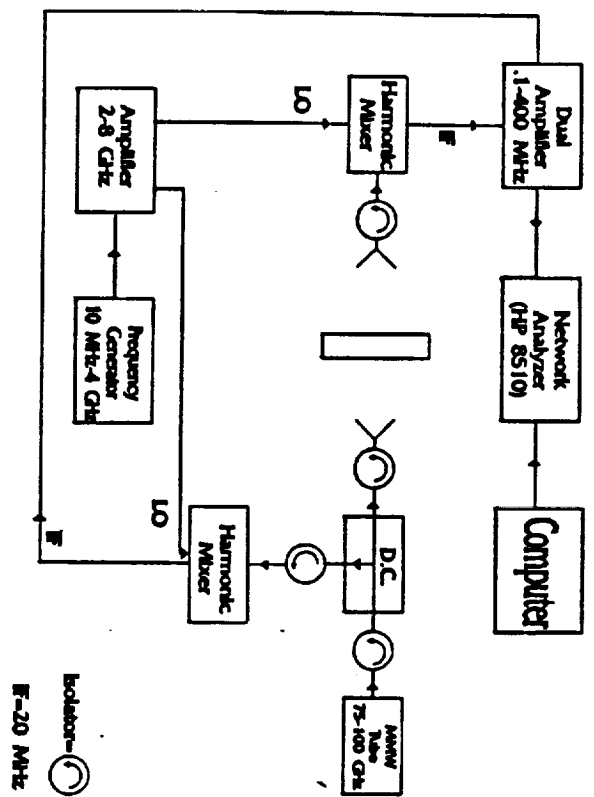 Dual
Amplifier
.1-400 MHz
Network
Analyzer
(HP 8510)
Computer
IF
Harmonic
Mixer
LO
D.C.
MMW
Tube
75-100 GHz
Amplifier
2-8 GHz
Frequency
Generator
10 MHz-4 GHz
LO
Harmonic
Mixer
IF
Isolator=
IF=20 MHz